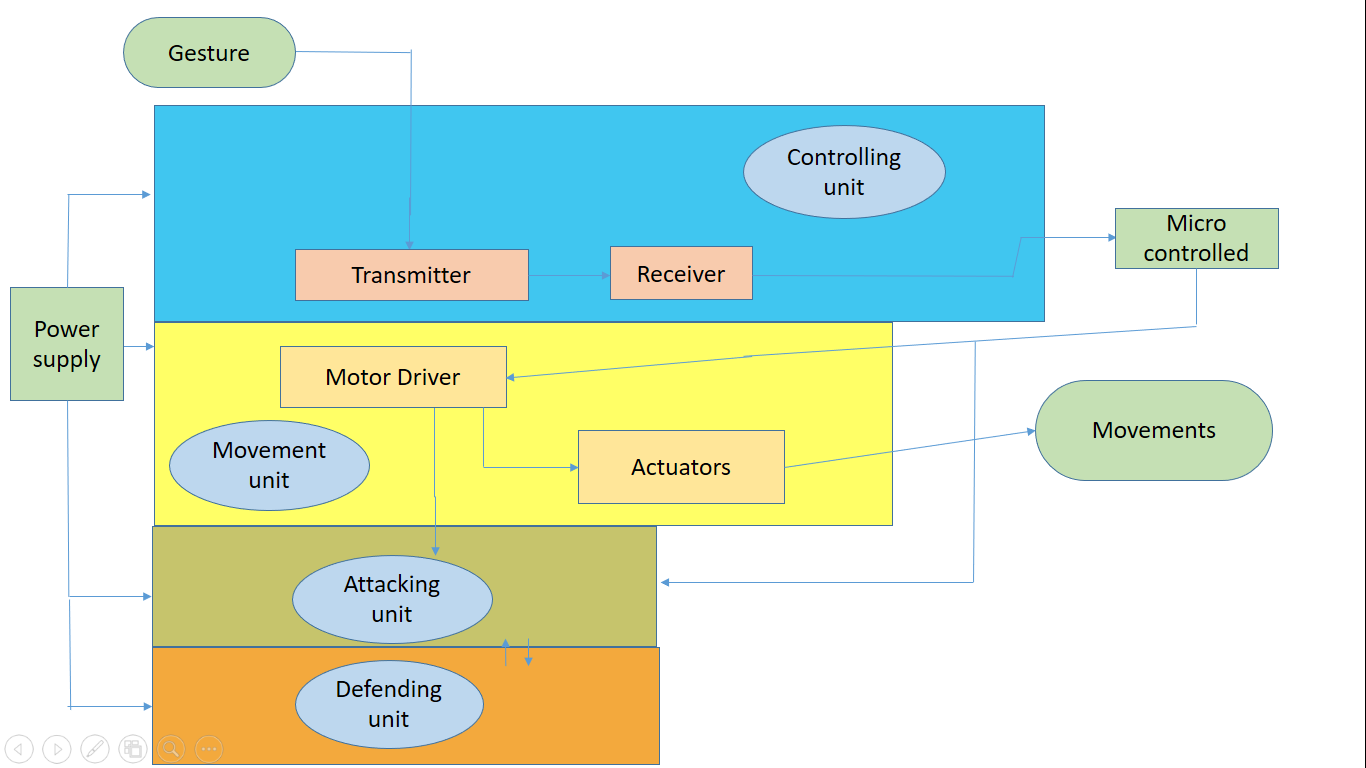 Gesture
Controlling
unit
Micro
controlled
Transmitter
Receiver
Power
supply
Motor Driver
Movements
Movement
unit
Actuators
Attacking
unit
Defending
unit